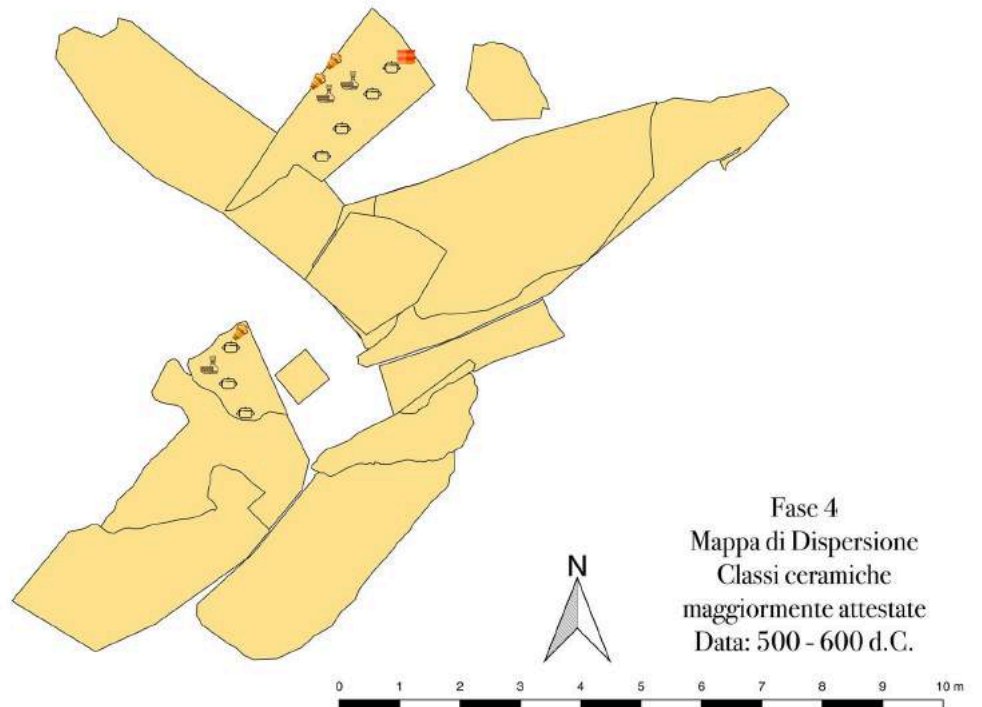 Fase 4
Mappa di Dispersione
Classi ceramiche
maggiormente attestate
Data: 500 - 600 d.C.
N
0 1 2 3 4 5 6 7 8 9 10 m